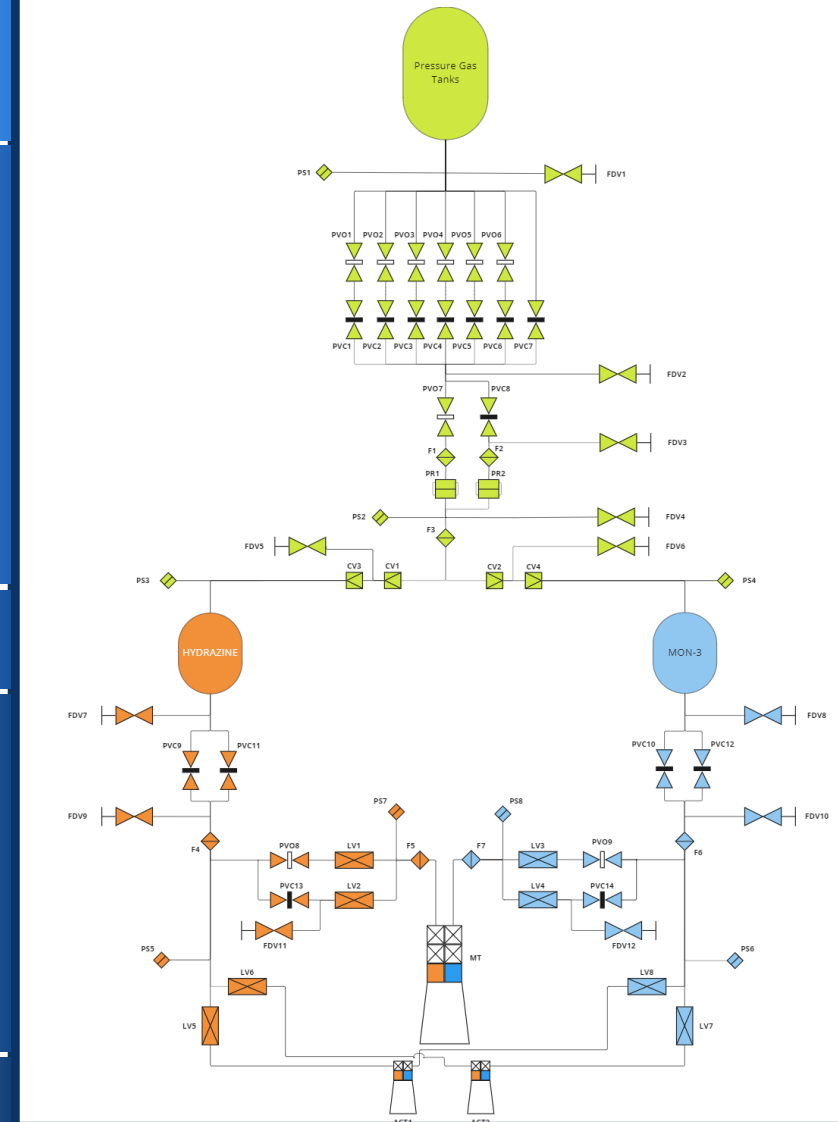 Pressure Gas
Tanks
PS1
FDV1
PVO1 PVO2 PVO3 PVO4 PVO5 PVO6
PVC1 PVC2 PVC3 PVC4 PVC5 PVC6 PVC7
FDV2
PVO7 PVC8
FDV3
F1 F2
PR1 PR2
PS2
FDV4
F3
FDV5
FDV6
CV3 CV1 CV2 CV4
PS3
PS4
HYDRAZINE
MON-3
FDV7
FDV8
PVC9 PVC11
PVC10 PVC12
FDV9
FDV10
PS7
PS8
F4
PVO8 LV1 F5
F7 LV3 PVO9
F6
PVC13 LV2
LV4 PVC14
FDV11
FDV12
MT
PS5
PS6
LV6
LV8
LV5
LV7